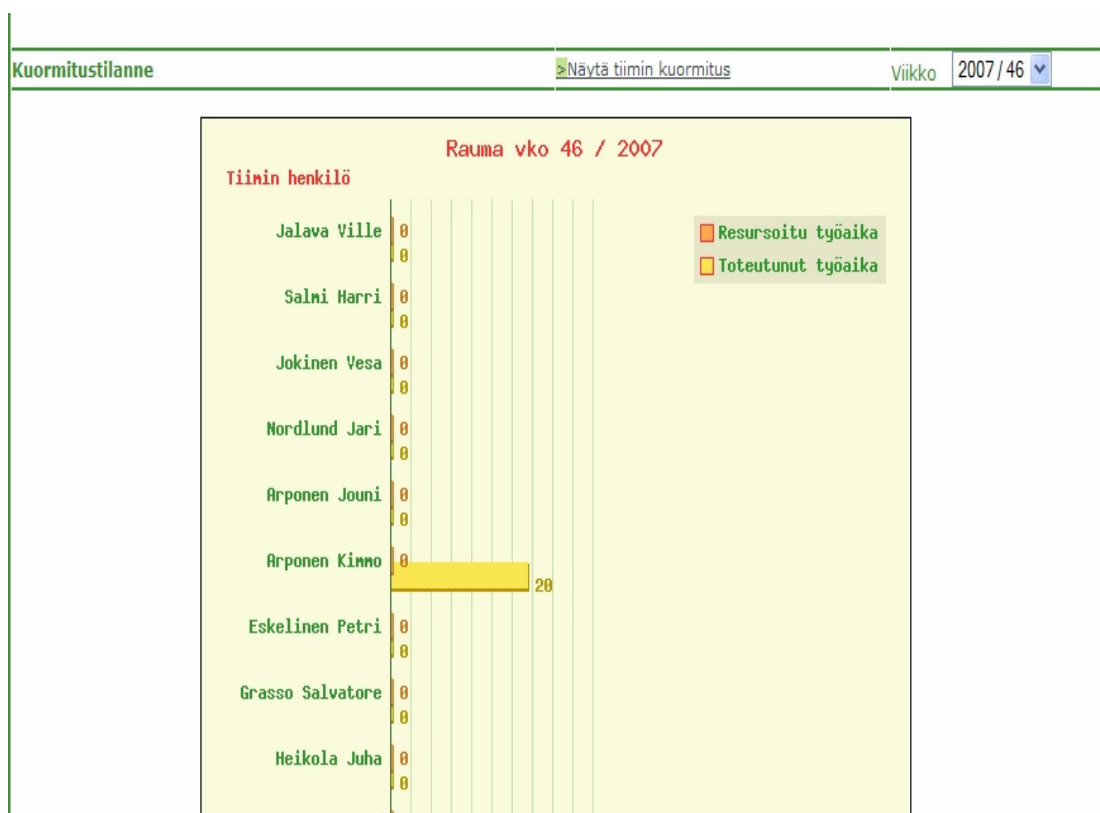 Kuormitustilanne >Näytä tiimin kuormitus Viikko 2007 / 46
Rauma vko 46 / 2007
Tiimin henkilö
Resursoitu työaika
Toteutunut työaika
Jalava Ville 0
0
Salmi Harri 0
0
Jokinen Vesa 0
0
Nordlund Jari 0
0
Arponen Jouni 0
0
Arponen Kimmo 0
20
Eskelinen Petri 0
0
Grasso Salvatore 0
0
Heikola Juha 0
0